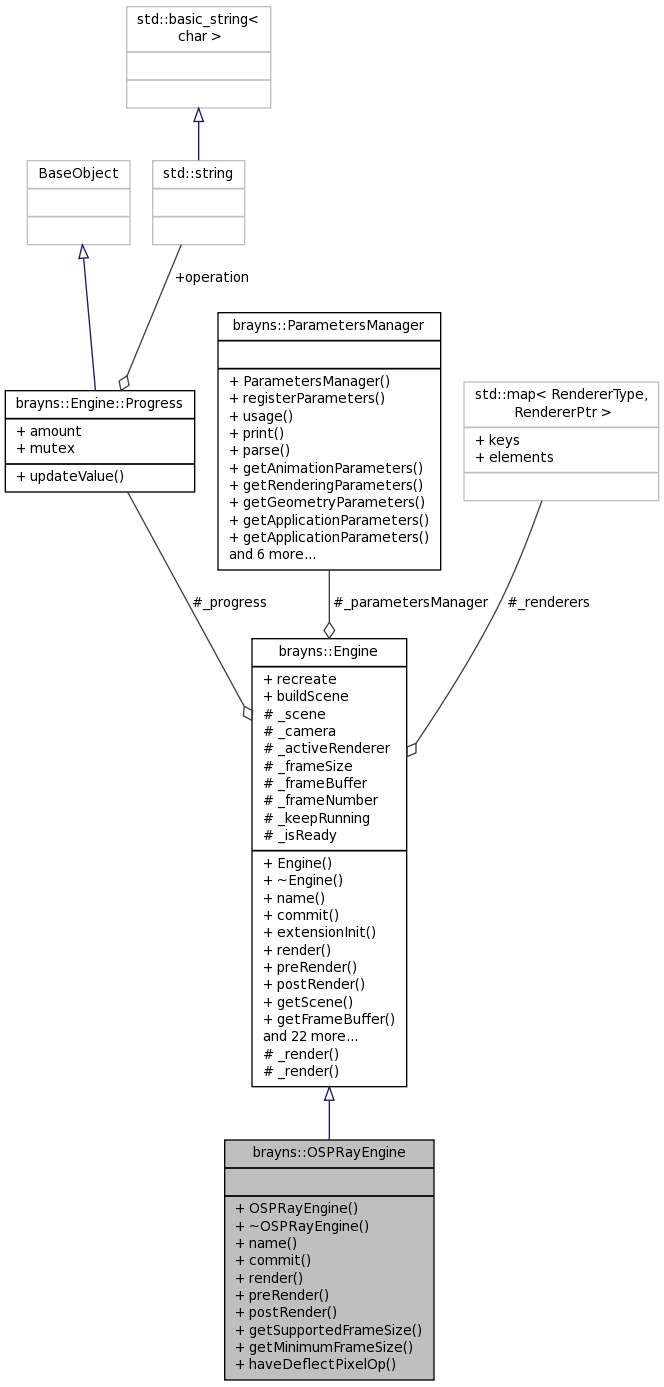 std::basic_string<
char >
BaseObject
std::string
+operation
brayns::ParametersManager
+ ParametersManager()
+ registerParameters()
+ usage()
+ print()
+ parse()
+ getAnimationParameters()
+ getRenderingParameters()
+ getGeometryParameters()
+ getApplicationParameters()
+ getApplicationParameters()
and 6 more...
brayns::Engine::Progress
+ amount
+ mutex
+ updateValue()
std::map< RendererType,
RendererPtr >
+ keys
+ elements
#_progress
#_parametersManager
#_renderers
brayns::Engine
+ recreate
+ buildScene
# _scene
# _camera
# _activeRenderer
# _frameSize
# _frameBuffer
# _frameNumber
# _keepRunning
# _isReady
+ Engine()
+ ~Engine()
+ name()
+ commit()
+ extensionInit()
+ render()
+ preRender()
+ postRender()
+ getScene()
+ getFrameBuffer()
and 22 more...
# _render()
# _render()
brayns::OSPRayEngine
+ OSPRayEngine()
+ ~OSPRayEngine()
+ name()
+ commit()
+ render()
+ preRender()
+ postRender()
+ getSupportedFrameSize()
+ getMinimumFrameSize()
+ haveDeflectPixelOp()